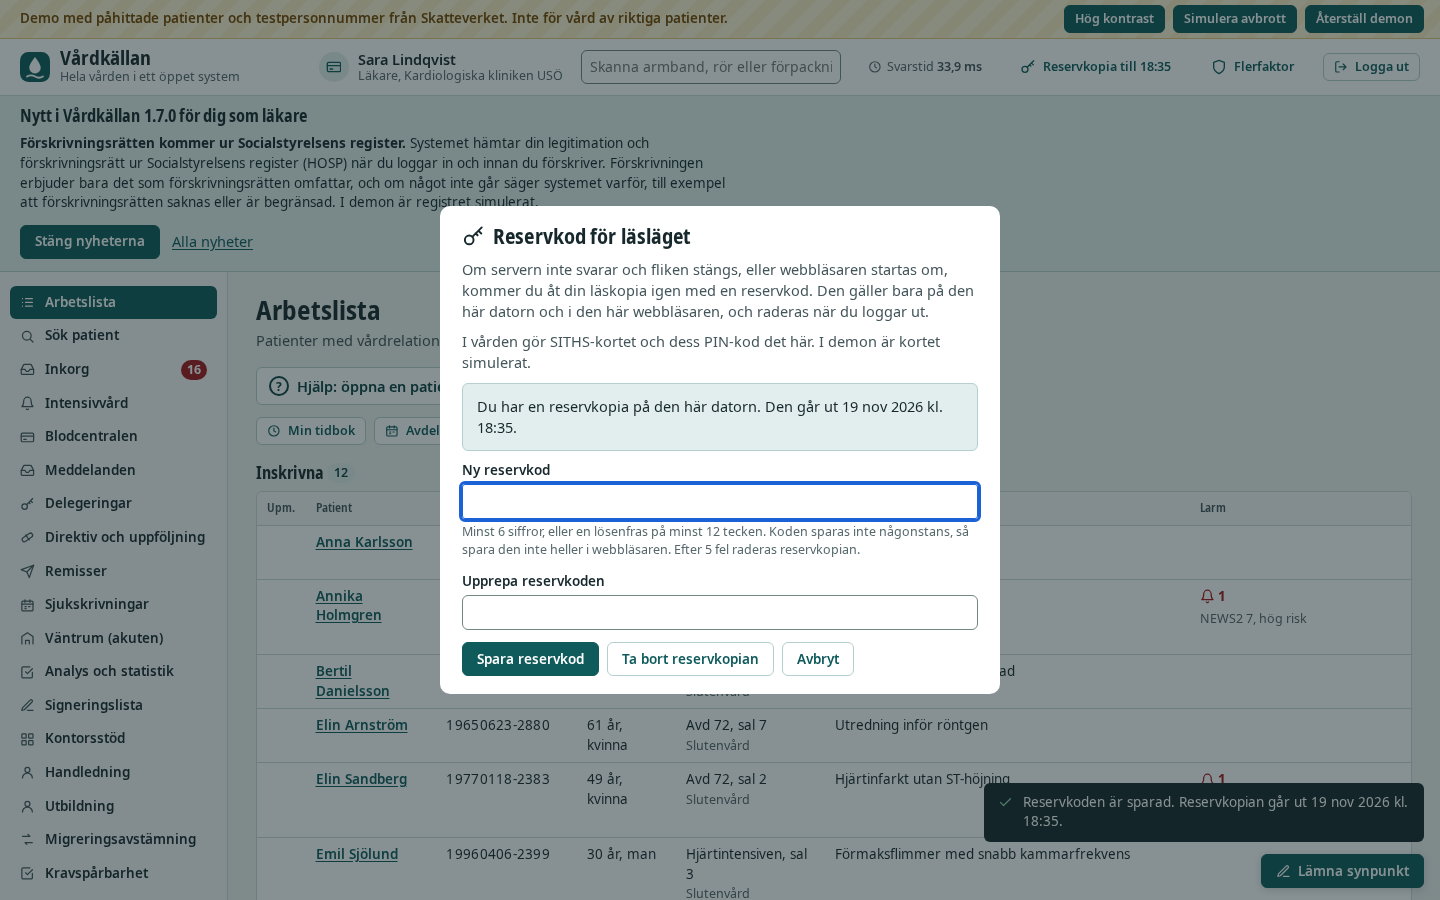 Demo med påhittade patienter och testpersonnummer från Skatteverket. Inte för vård av riktiga patienter.
Hög kontrast
Simulera avbrott
Återställ demon
Vårdkällan
Hela vården i ett öppet system
Sara Lindqvist
Läkare, Kardiologiska kliniken USÖ
Skanna armband, rör eller förpackni
Svarstid 33,9 ms
Reservkopia till 18:35
Flerfaktor
Logga ut
Nytt i Vårdkällan 1.7.0 för dig som läkare
Förskrivningsrätten kommer ur Socialstyrelsens register. Systemet hämtar din legitimation och
förskrivningsrätt ur Socialstyrelsens register (HOSP) när du loggar in och innan du förskriver. Förskrivningen
erbjuder bara det som förskrivningsrätten omfattar, och om något inte går säger systemet varför, till exempel
att förskrivningsrätten saknas eller är begränsad. I demon är registret simulerat.
Stäng nyheterna
Alla nyheter
Arbetslista
Sök patient
Inkorg
16
Intensivvård
Blodcentralen
Meddelanden
Delegeringar
Direktiv och uppföljning
Remisser
Sjukskrivningar
Väntrum (akuten)
Analys och statistik
Signeringslista
Kontorsstöd
Handledning
Utbildning
Migreringsavstämning
Kravspårbarhet
Arbetslista
Patienter med vårdrelation
Hjälp: öppna en patie
Min tidbok
Avdel
Inskrivna 12
Upm.
Patient
Larm
Anna Karlsson
Annika
Holmgren
1
NEWS2 7, hög risk
Bertil
Danielsson
Slutenvård
ad
Elin Arnström
19650623-2880
61 år,
kvinna
Avd 72, sal 7
Slutenvård
Utredning inför röntgen
Elin Sandberg
19770118-2383
49 år,
kvinna
Avd 72, sal 2
Slutenvård
Hjärtinfarkt utan ST-höjning
1
Emil Sjölund
19960406-2399
30 år, man
Hjärtintensiven, sal
3
Slutenvård
Förmaksflimmer med snabb kammarfrekvens
Reservkod för läsläget
Om servern inte svarar och fliken stängs, eller webbläsaren startas om,
kommer du åt din läskopia igen med en reservkod. Den gäller bara på den
här datorn och i den här webbläsaren, och raderas när du loggar ut.
I vården gör SITHS-kortet och dess PIN-kod det här. I demon är kortet
simulerat.
Du har en reservkopia på den här datorn. Den går ut 19 nov 2026 kl.
18:35.
Ny reservkod
Minst 6 siffror, eller en lösenfras på minst 12 tecken. Koden sparas inte någonstans, så
spara den inte heller i webbläsaren. Efter 5 fel raderas reservkopian.
Upprepa reservkoden
Spara reservkod
Ta bort reservkopian
Avbryt
Reservkoden är sparad. Reservkopian går ut 19 nov 2026 kl.
18:35.
Lämna synpunkt